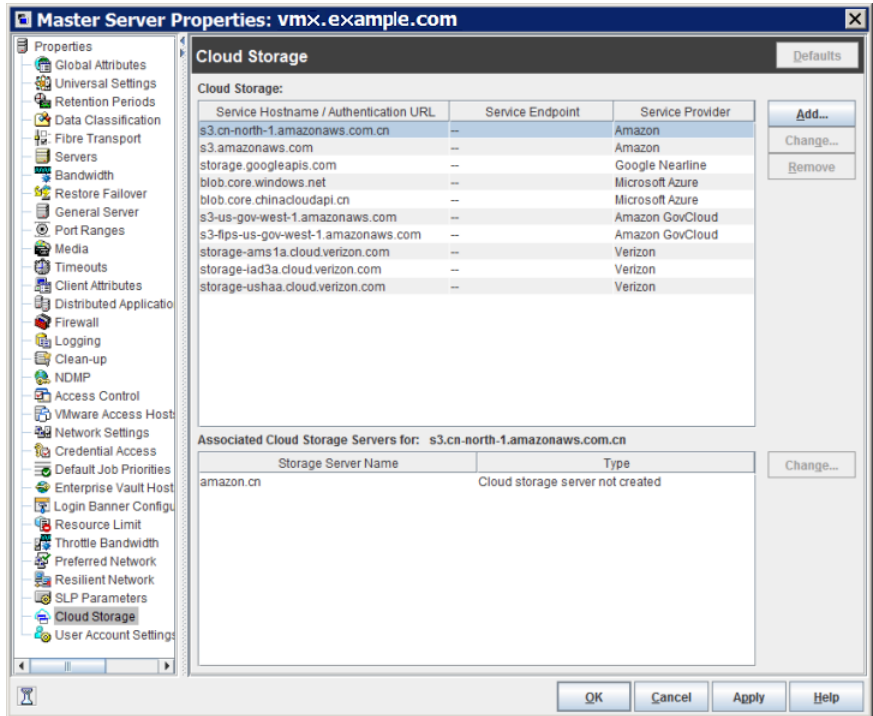 Master Server Properties: vmx.example.com
Properties
Global Attributes
Universal Settings
Retention Periods
Data Classification
Fibre Transport
Servers
Bandwidth
Restore Failover
General Server
Port Ranges
Media
Timeouts
Client Attributes
Distributed Applicatio
Firewall
Logging
Clean-up
NDMP
Access Control
VMware Access Hosts
Network Settings
Credential Access
Default Job Priorities
Enterprise Vault Host
Login Banner Configu
Resource Limit
Throttle Bandwidth
Preferred Network
Resilient Network
SLP Parameters
Cloud Storage
User Account Settings
Cloud Storage Defaults
Cloud Storage:
Service Hostname / Authentication URL Service Endpoint Service Provider
s3.cn-north-1.amazonaws.com.cn -- Amazon
s3.amazonaws.com -- Amazon
storage.googleapis.com -- Google Nearline
blob.core.windows.net -- Microsoft Azure
blob.core.chinacloudapi.cn -- Microsoft Azure
s3-us-gov-west-1.amazonaws.com -- Amazon GovCloud
s3-fips-us-gov-west-1.amazonaws.com -- Amazon GovCloud
storage-ams1a.cloud.verizon.com -- Verizon
storage-iad3a.cloud.verizon.com -- Verizon
storage-ushaa.cloud.verizon.com -- Verizon
Add...
Change...
Remove
Associated Cloud Storage Servers for: s3.cn-north-1.amazonaws.com.cn
Storage Server Name Type
amazon.cn Cloud storage server not created
Change...
OK Cancel Apply Help